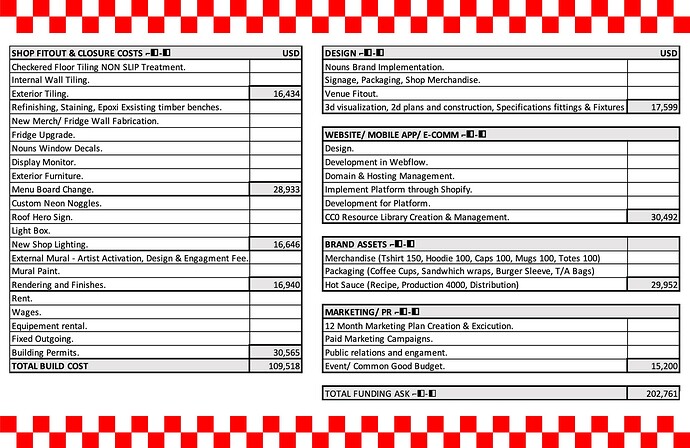 SHOP FITOUT & CLOSURE COSTS ⌐◧-◧ USD
Checkered Floor Tiling NON SLIP Treatment.
Internal Wall Tiling.
Exterior Tiling. 16,434
Refinishing, Staining, Epoxi Exsisting timber benches.
New Merch/ Fridge Wall Fabrication.
Fridge Upgrade.
Nouns Window Decals.
Display Monitor.
Exterior Furniture.
Menu Board Change. 28,933
Custom Neon Noggles.
Roof Hero Sign.
Light Box.
New Shop Lighting. 16,646
External Mural - Artist Activation, Design & Engagment Fee.
Mural Paint.
Rendering and Finishes. 16,940
Rent.
Wages.
Equipement rental.
Fixed Outgoing.
Building Permits. 30,565
TOTAL BUILD COST 109,518
DESIGN ⌐◧-◧ USD
Nouns Brand Implementation.
Signage, Packaging, Shop Merchandise.
Venue Fitout.
3d visualization, 2d plans and construction, Specifications fittings & Fixtures 17,599
WEBSITE/ MOBILE APP/ E-COMM ⌐◧-◧
Design.
Development in Webflow.
Domain & Hosting Management.
Implement Platform through Shopify.
Development for Platform.
CC0 Resource Library Creation & Management. 30,492
BRAND ASSETS ⌐◧-◧
Merchandise (Tshirt 150, Hoodie 100, Caps 100, Mugs 100, Totes 100)
Packaging (Coffee Cups, Sandwhich wraps, Burger Sleeve, T/A Bags)
Hot Sauce (Recipe, Production 4000, Distribution) 29,952
MARKETING/ PR ⌐◧-◧
12 Month Marketing Plan Creation & Excicution.
Paid Marketing Campaigns.
Public relations and engament.
Event/ Common Good Budget. 15,200
TOTAL FUNDING ASK ⌐◧-◧ 202,761